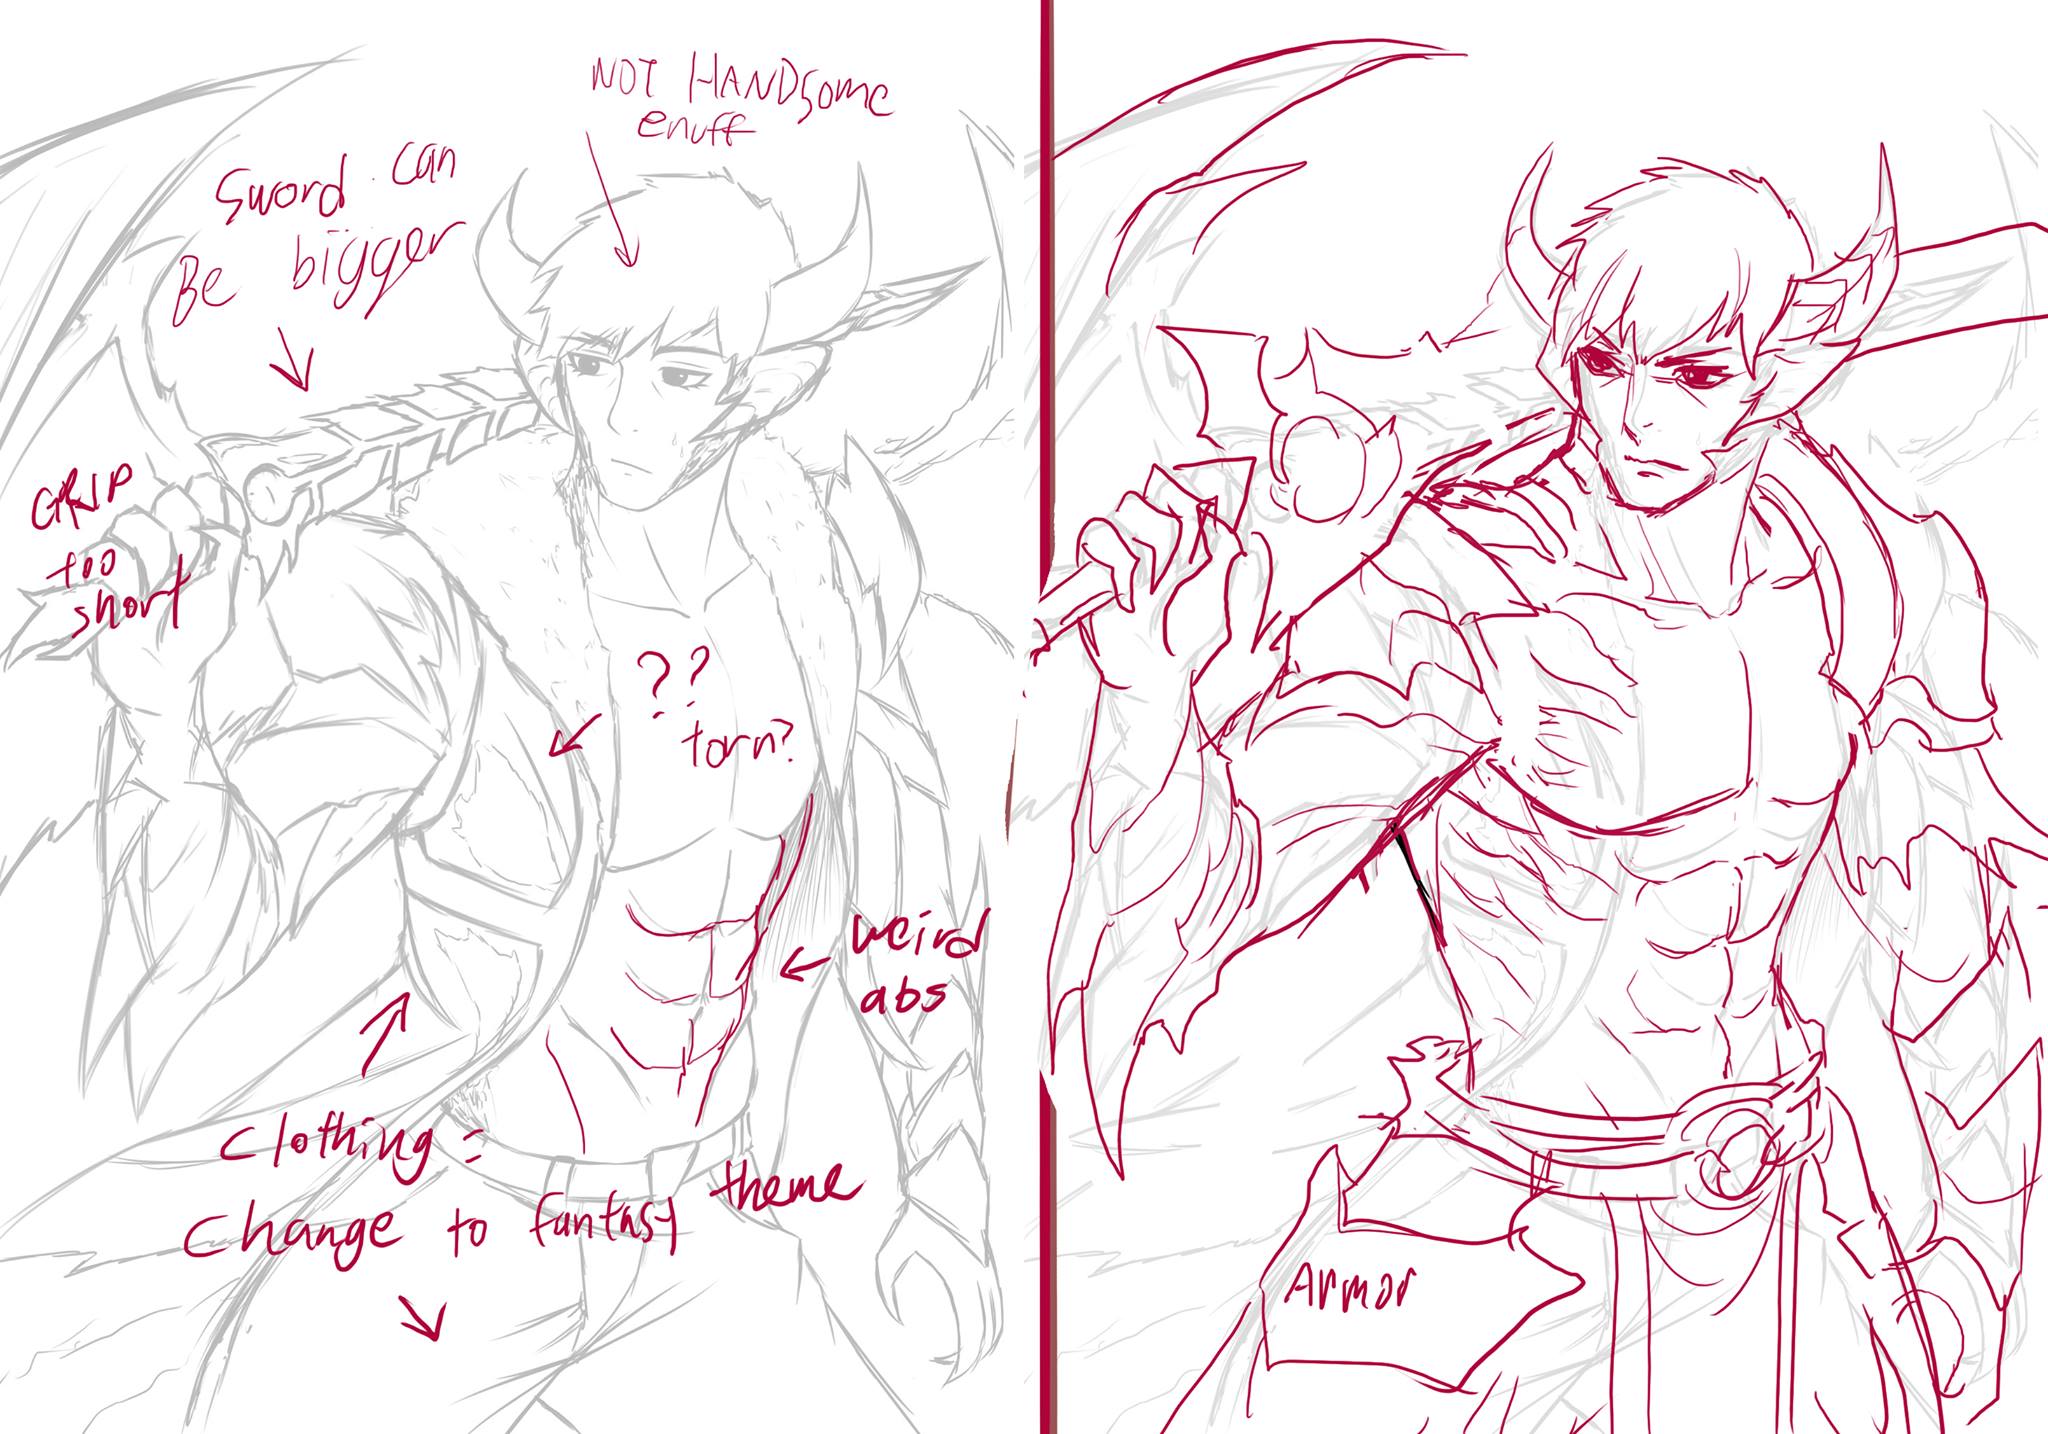 NOT HANDsome
enuff
Sword can
Be bigger
GRIP
too
short
??
torn?
weird
abs
Clothing =
Change to fantasy theme
Armor